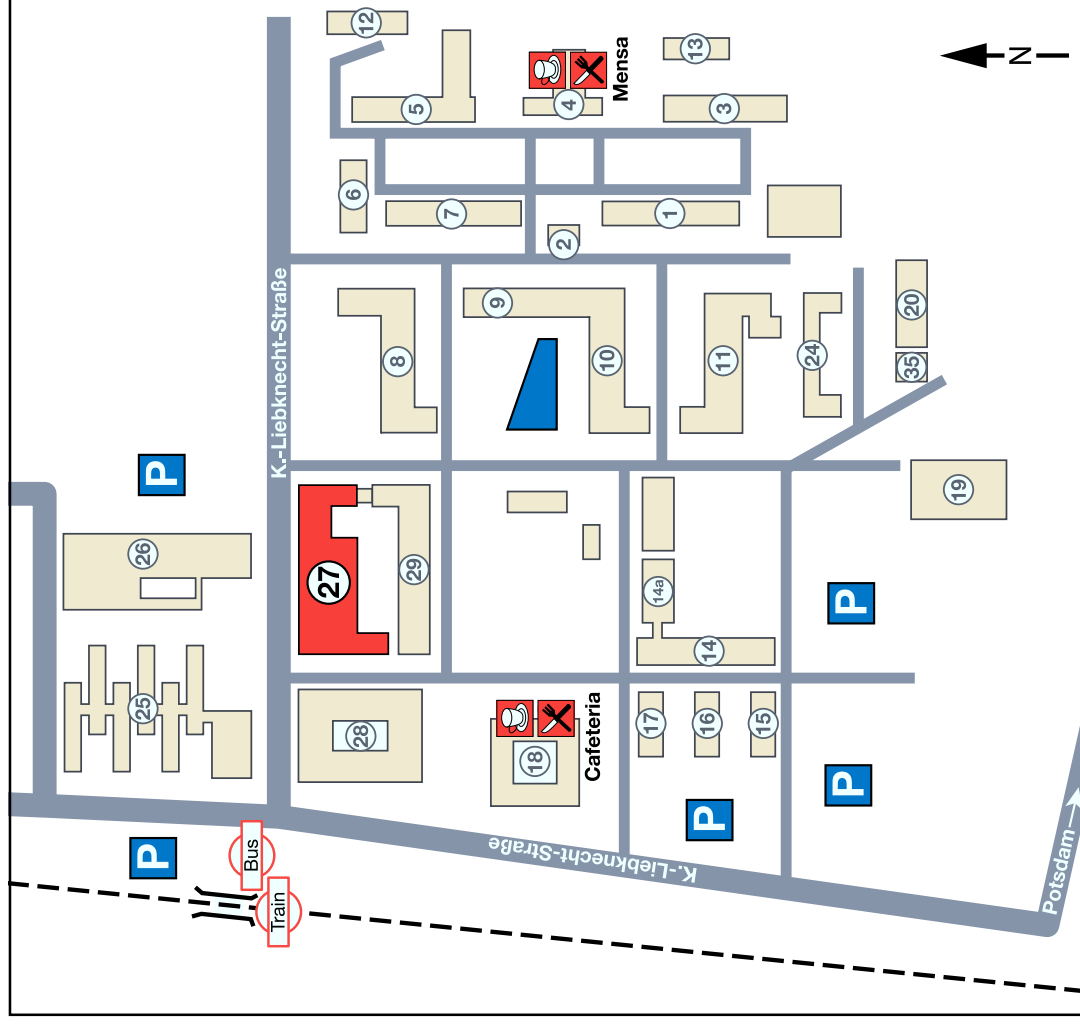 12
13
Mensa
N
5
4
3
6
7
1
2
K.-Liebknecht-Straße
9
20
8
10
11
24
35
P
19
26
27
29
14a
P
14
25
28
18
Cafeteria
17
16
15
P
P
P
K.-Liebknecht-Straße
Bus
Train
Potsdam